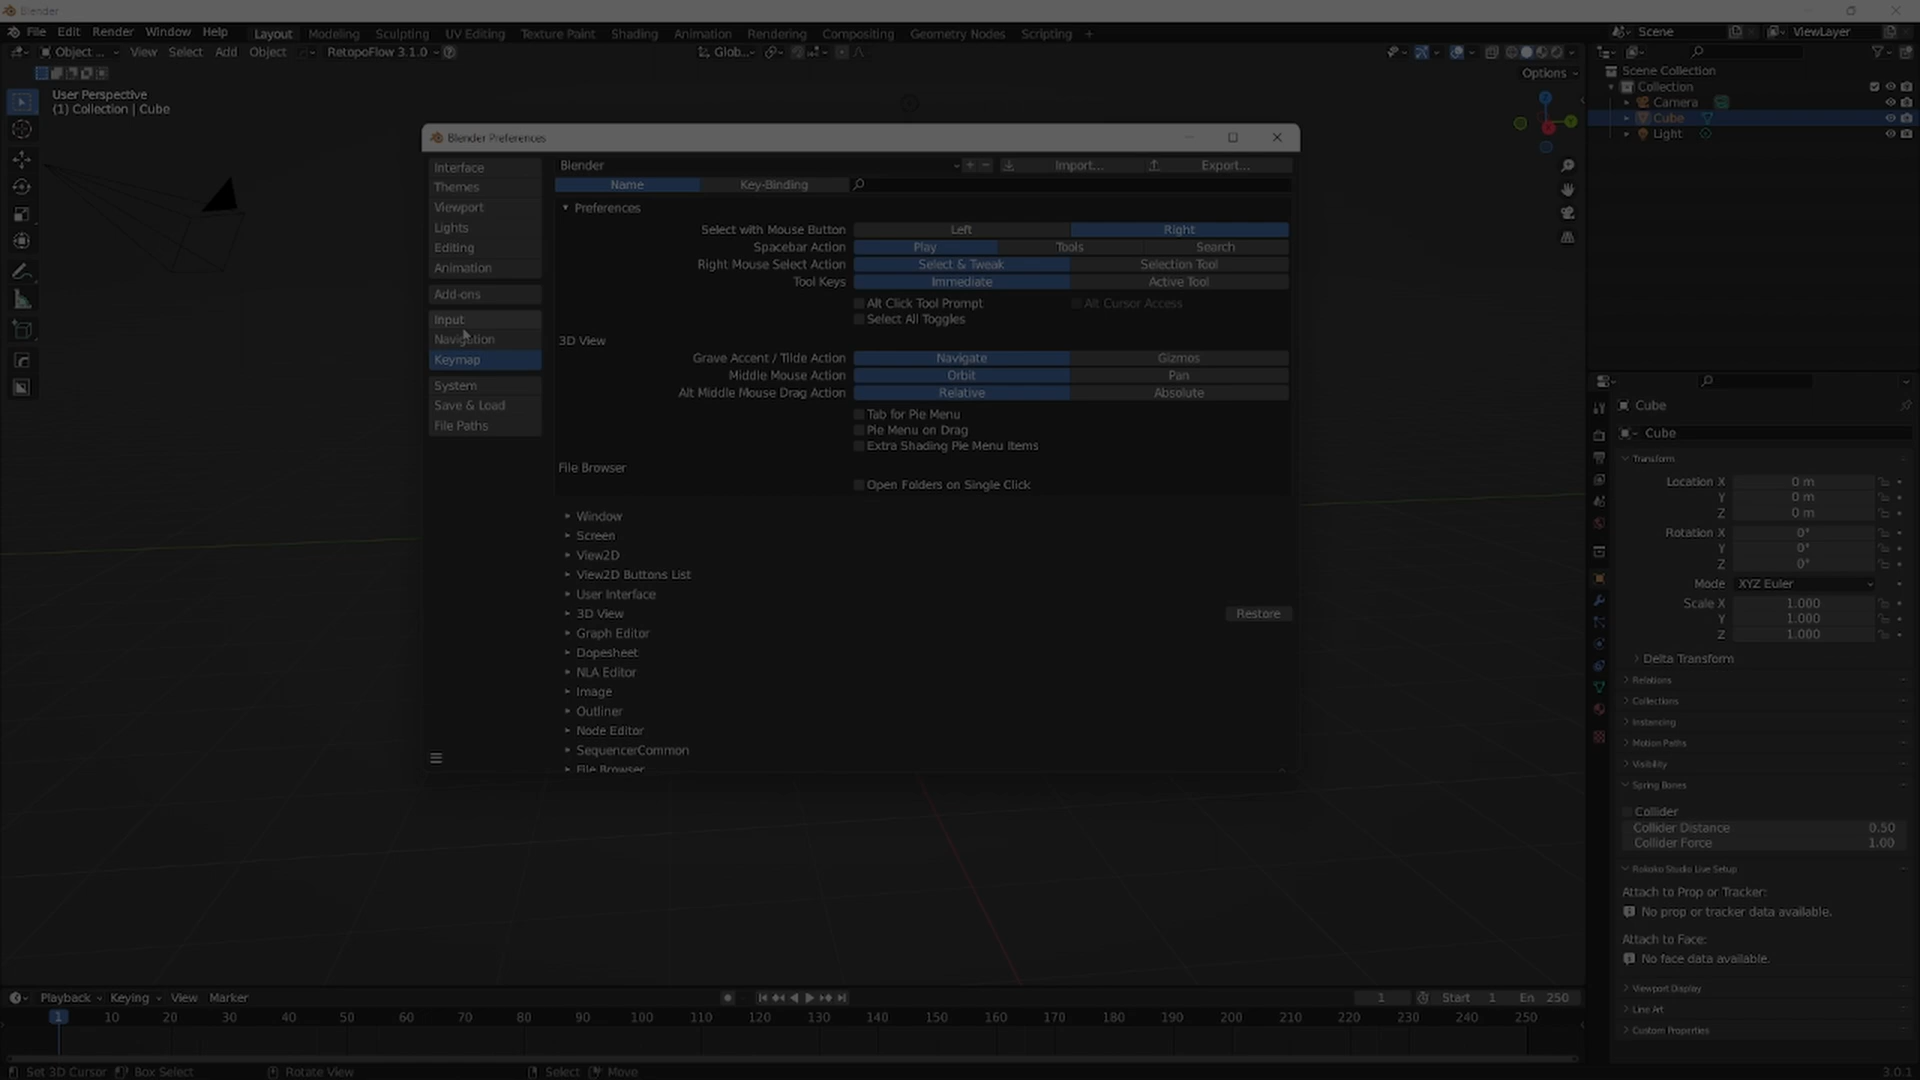 Blender
File Edit Render Window Help Layout Modeling Sculpting UV Editing Texture Paint Shading Animation Rendering Compositing Geometry Nodes Scripting + Scene ViewLayer
Object ... View Select Add Object RetopoFlow 3.1.0 Glob...
Options
User Perspective
(1) Collection | Cube
Scene Collection
Collection
Camera
Cube
Light
Blender Preferences
Interface
Themes
Viewport
Lights
Editing
Animation
Add-ons
Input
Navigation
Keymap
System
Save & Load
File Paths
Blender Import... Export...
Name Key-Binding
Preferences
Select with Mouse Button Left Right
Spacebar Action Play Tools Search
Right Mouse Select Action Select & Tweak Selection Tool
Tool Keys Immediate Active Tool
Alt Click Tool Prompt Alt Cursor Access
Select All Toggles
3D View
Grave Accent / Tilde Action Navigate Gizmos
Middle Mouse Action Orbit Pan
Alt Middle Mouse Drag Action Relative Absolute
Tab for Pie Menu
Pie Menu on Drag
Extra Shading Pie Menu Items
File Browser
Open Folders on Single Click
Window
Screen
View2D
View2D Buttons List
User Interface
3D View Restore
Graph Editor
Dopesheet
NLA Editor
Image
Outliner
Node Editor
SequencerCommon
File Browser
Cube
Cube
Transform
Location X 0 m
Y 0 m
Z 0 m
Rotation X 0°
Y 0°
Z 0°
Mode XYZ Euler
Scale X 1.000
Y 1.000
Z 1.000
Delta Transform
Relations
Collections
Instancing
Motion Paths
Visibility
Spring Bones
Collider
Collider Distance 0.50
Collider Force 1.00
Rokoko Studio Live Setup
Attach to Prop or Tracker:
No prop or tracker data available.
Attach to Face:
No face data available.
Viewport Display
Line Art
Custom Properties
Playback Keying View Marker 1 Start 1 En 250
1 10 20 30 40 50 60 70 80 90 100 110 120 130 140 150 160 170 180 190 200 210 220 230 240 250
Set 3D Cursor Box Select Rotate View Select Move 3.0.1